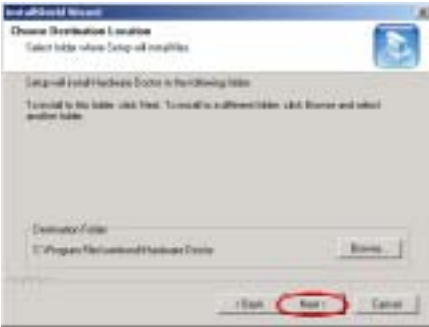 InstallShield Wizard
Choose Destination Location
Select folder where Setup will install files.
Setup will install Hardware Doctor in the following folder.
To install to this folder, click Next. To install to a different folder, click Browse and select
another folder.
Destination Folder
C:\Program Files\ Hardware Doctor
Browse...
< Back
Next >
Cancel